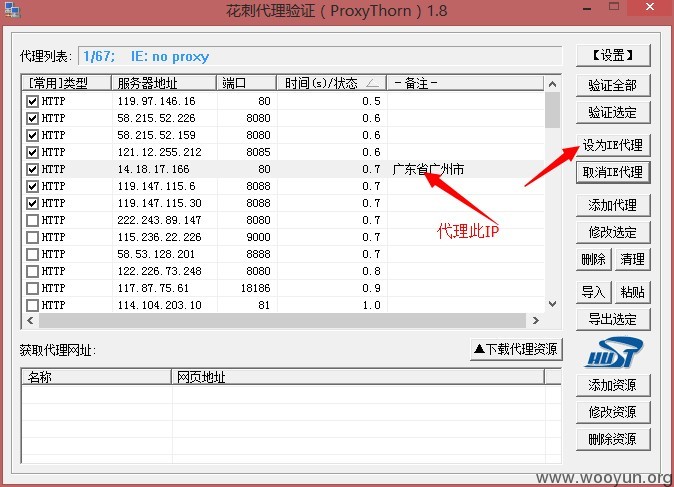 花刺代理验证（ProxyThorn）1.8
代理列表: 1/67; IE: no proxy
【设置】
[常用]类型 服务器地址 端口 时间(s)/状态 －备注－
HTTP 119.97.146.16 80 0.5
验证全部
HTTP 58.215.52.226 8080 0.6
验证选定
HTTP 58.215.52.159 8080 0.6
HTTP 121.12.255.212 8085 0.6
设为IE代理
HTTP 14.18.17.166 80 0.7 广东省广州市
取消IE代理
HTTP 119.147.115.6 8088 0.7
HTTP 119.147.115.30 8088 0.7
添加代理
HTTP 222.243.89.147 8080 0.7
代理此IP
修改选定
HTTP 115.236.22.226 9000 0.7
HTTP 58.53.128.201 8888 0.7
删除 清理
HTTP 122.226.73.248 8080 0.8
HTTP 117.87.75.61 18186 0.9
导入 粘贴
HTTP 114.104.203.10 81 1.0
导出选定
获取代理网址:
▲下载代理资源
HUST
名称 网页地址
添加资源
修改资源
删除资源
www.wooyun.org